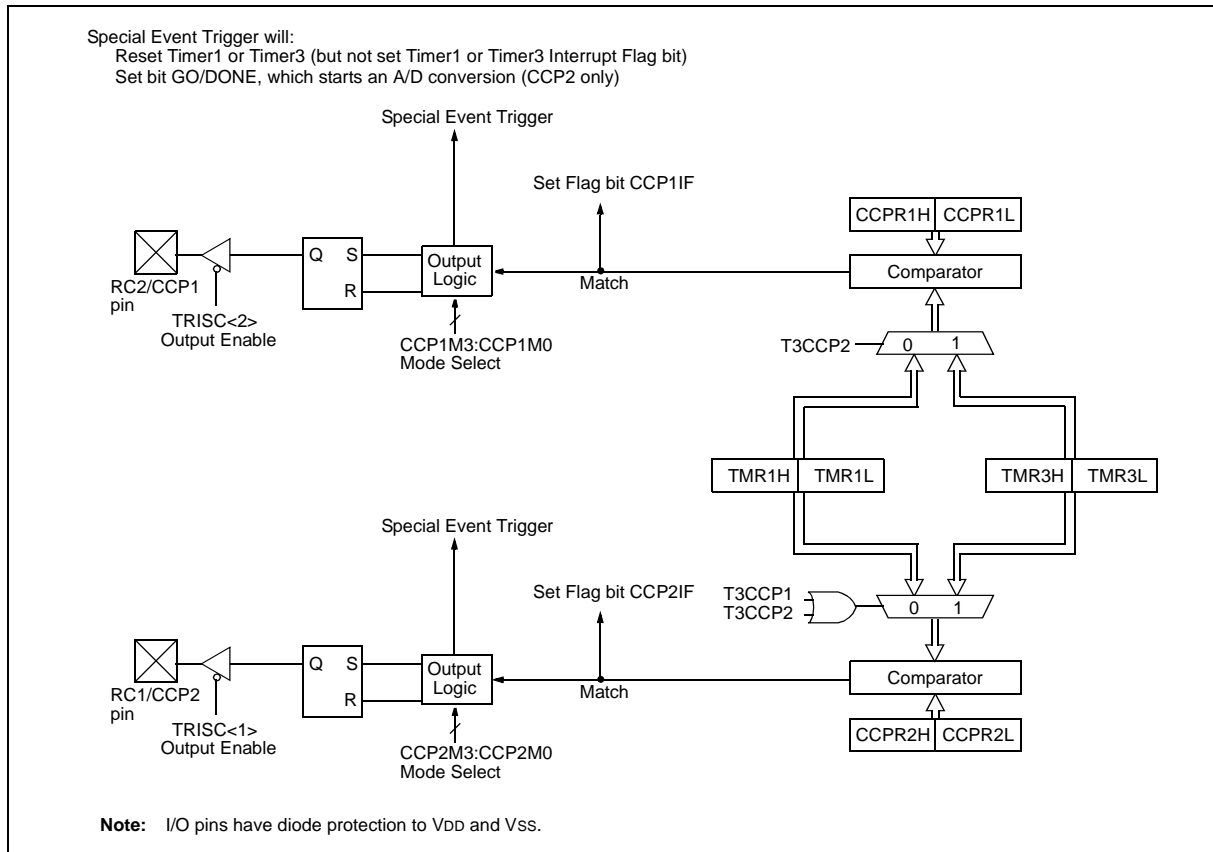 Special Event Trigger will:
Reset Timer1 or Timer3 (but not set Timer1 or Timer3 Interrupt Flag bit)
Set bit GO/DONE, which starts an A/D conversion (CCP2 only)
Special Event Trigger
Set Flag bit CCP1IF
CCPR1H CCPR1L
Q S
R
Output
Logic
Comparator
Match
RC2/CCP1
pin
TRISC<2>
Output Enable
CCP1M3:CCP1M0
Mode Select
T3CCP2
0 1
TMR1H TMR1L
TMR3H TMR3L
Special Event Trigger
Set Flag bit CCP2IF
T3CCP1
T3CCP2
0 1
Q S
R
Output
Logic
Comparator
Match
RC1/CCP2
pin
TRISC<1>
Output Enable
CCP2M3:CCP2M0
Mode Select
CCPR2H CCPR2L
Note: I/O pins have diode protection to VDD and VSS.